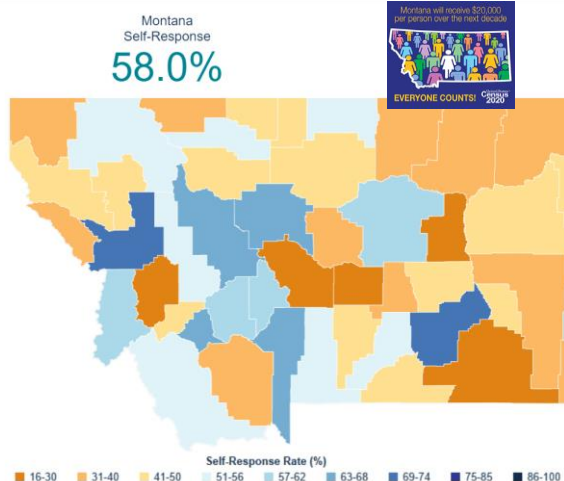 Montana
Self-Response
58.0%
Montana will receive $20,000
per person over the next decade
EVERYONE COUNTS!
Census
2020
Self-Response Rate (%)
16-30 31-40 41-50 51-56 57-62 63-68 69-74 75-85 86-100